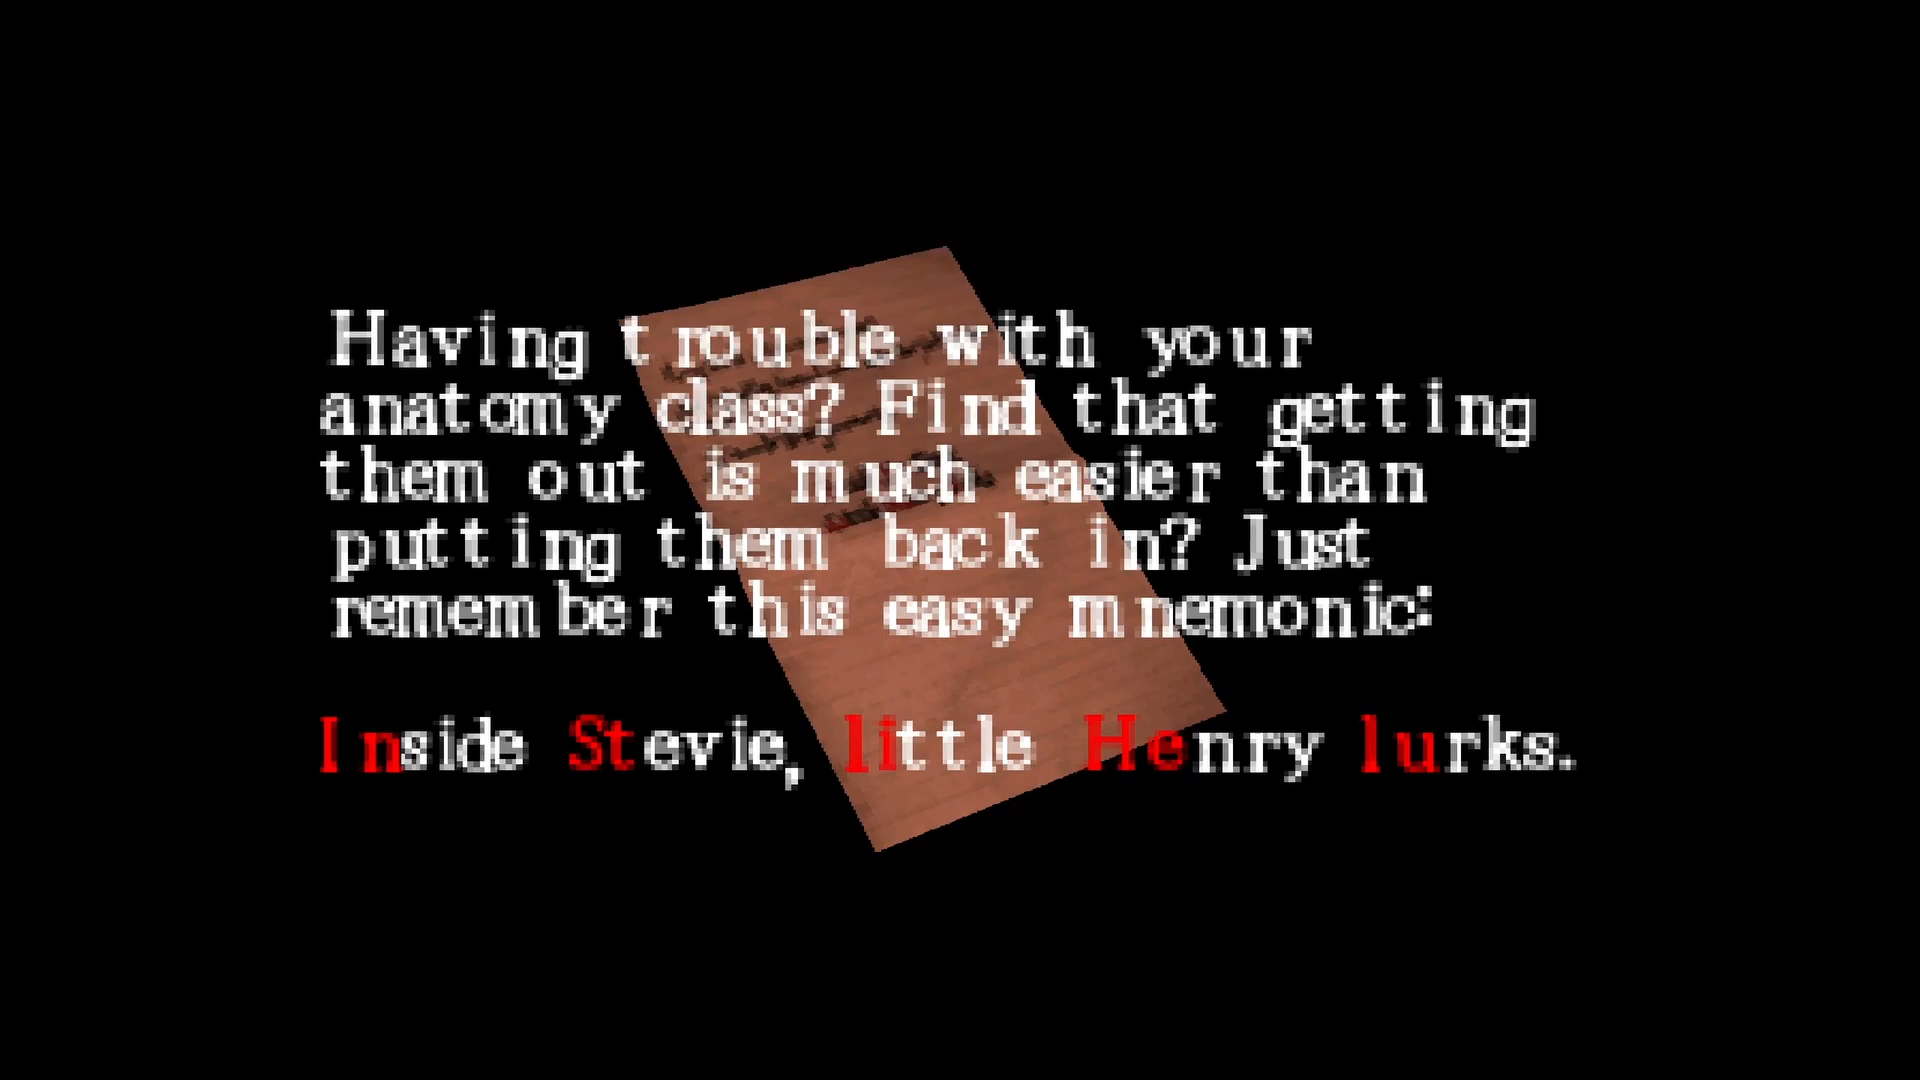 Having trouble with your
anatomy class? Find that getting
them out is much easier than
putting them back in? Just
remember this easy mnemonic:
Inside Stevie, little Henry lurks.